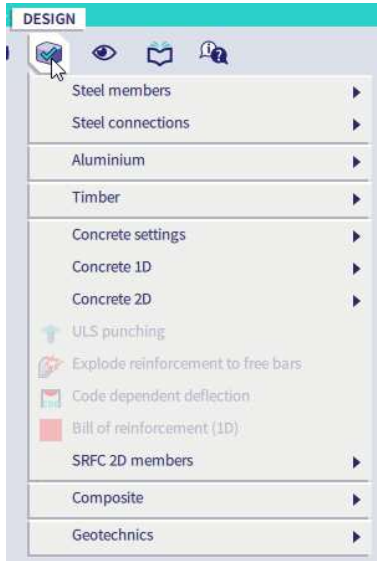 DESIGN
Steel members
Steel connections
Aluminium
Timber
Concrete settings
Concrete 1D
Concrete 2D
ULS punching
Explode reinforcement to free bars
Code dependent deflection
Bill of reinforcement (1D)
SRFC 2D members
Composite
Geotechnics